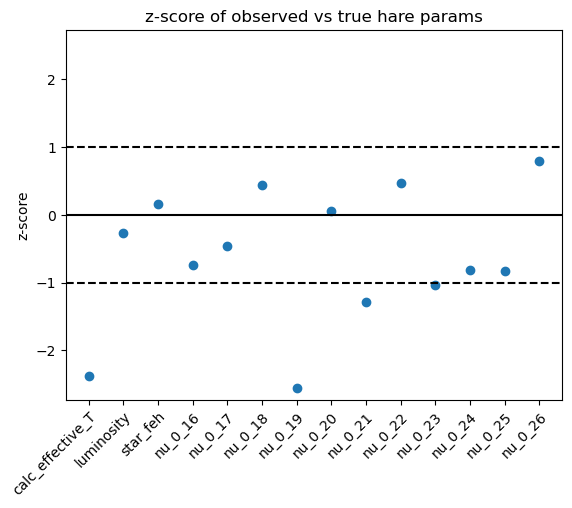 z-score of observed vs true hare params
z-score
2
1
0
−1
−2
calc_effective_T
luminosity
star_feh
nu_0_16
nu_0_17
nu_0_18
nu_0_19
nu_0_20
nu_0_21
nu_0_22
nu_0_23
nu_0_24
nu_0_25
nu_0_26